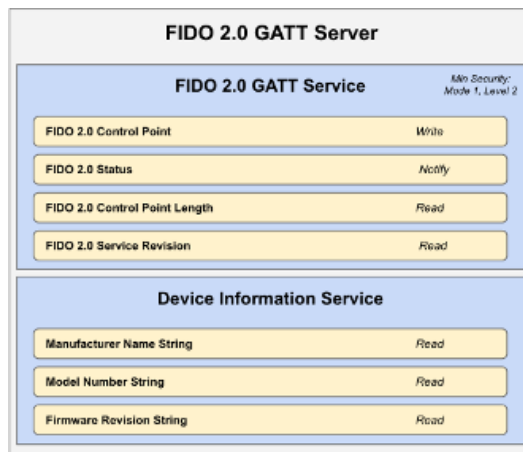 FIDO 2.0 GATT Server
FIDO 2.0 GATT Service
Min Security:
Mode 1, Level 2
FIDO 2.0 Control Point Write
FIDO 2.0 Status Notify
FIDO 2.0 Control Point Length Read
FIDO 2.0 Service Revision Read
Device Information Service
Manufacturer Name String Read
Model Number String Read
Firmware Revision String Read